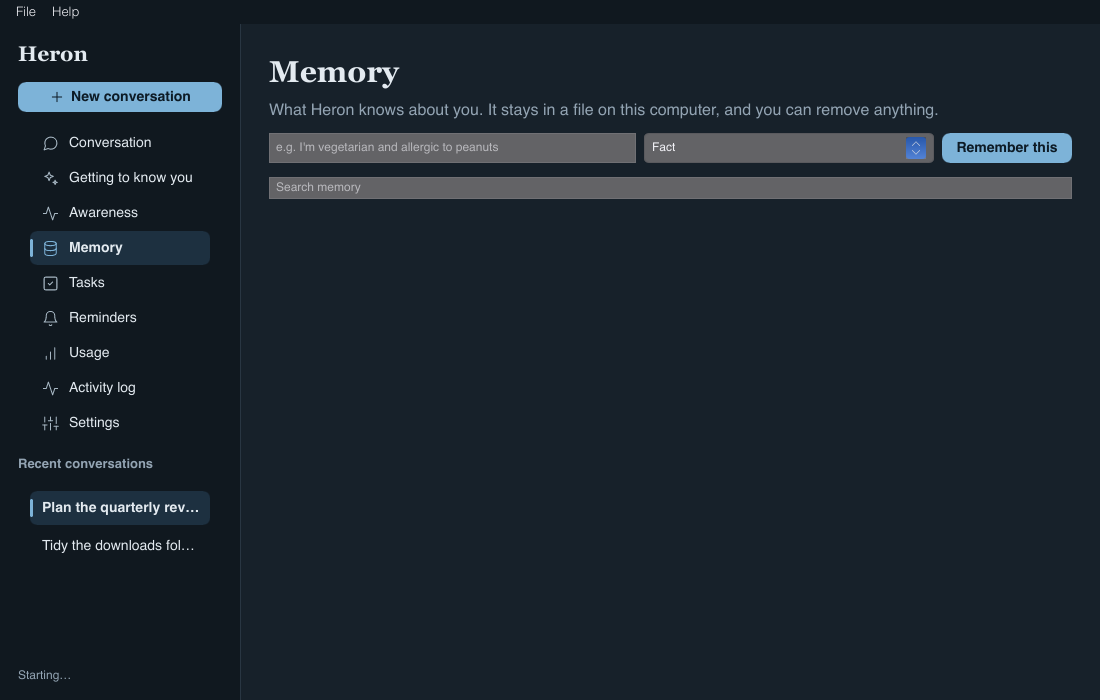 File Help
Heron
New conversation
Conversation
Getting to know you
Awareness
Memory
Tasks
Reminders
Usage
Activity log
Settings
Recent conversations
Plan the quarterly rev…
Tidy the downloads fol…
Starting…
Memory
What Heron knows about you. It stays in a file on this computer, and you can remove anything.
e.g. I'm vegetarian and allergic to peanuts Fact Remember this
Search memory